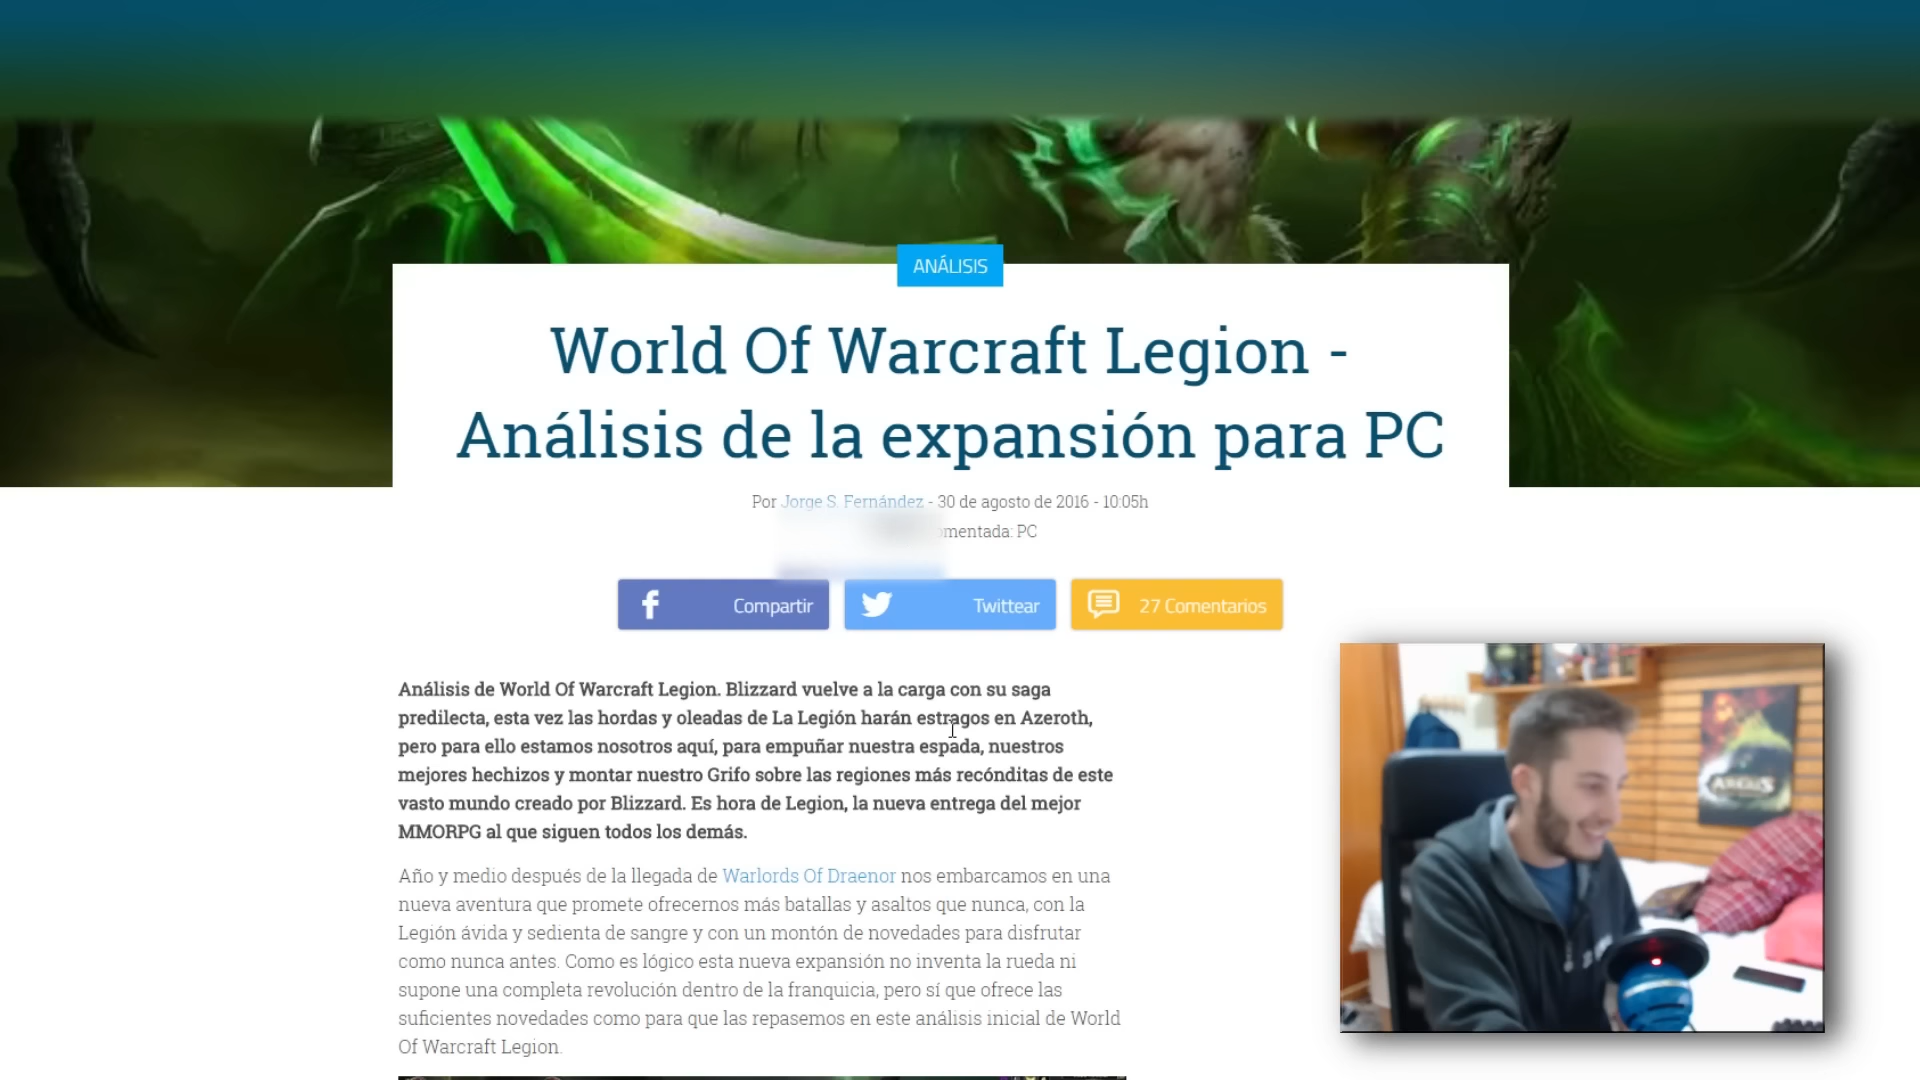 ANÁLISIS
World Of Warcraft Legion -
Análisis de la expansión para PC
Por Jorge S. Fernández - 30 de agosto de 2016 - 10:05h
omentada: PC
Compartir
Twittear
27 Comentarios
Análisis de World Of Warcraft Legion. Blizzard vuelve a la carga con su saga
predilecta, esta vez las hordas y oleadas de La Legión harán estragos en Azeroth,
pero para ello estamos nosotros aquí, para empuñar nuestra espada, nuestros
mejores hechizos y montar nuestro Grifo sobre las regiones más recónditas de este
vasto mundo creado por Blizzard. Es hora de Legion, la nueva entrega del mejor
MMORPG al que siguen todos los demás.
Año y medio después de la llegada de Warlords Of Draenor nos embarcamos en una
nueva aventura que promete ofrecernos más batallas y asaltos que nunca, con la
Legión ávida y sedienta de sangre y con un montón de novedades para disfrutar
como nunca antes. Como es lógico esta nueva expansión no inventa la rueda ni
supone una completa revolución dentro de la franquicia, pero sí que ofrece las
suficientes novedades como para que las repasemos en este análisis inicial de World
Of Warcraft Legion.
ARGUS